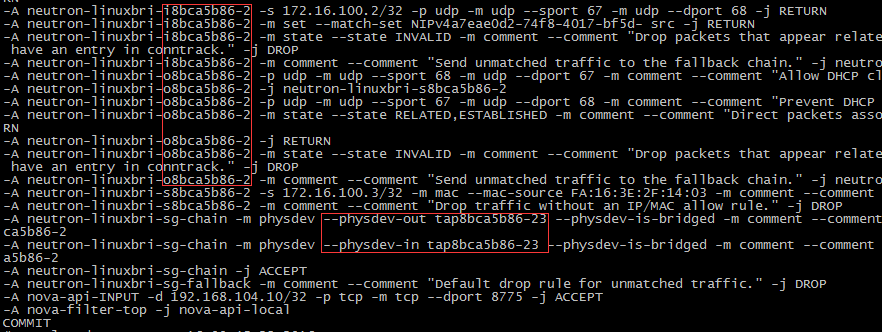 RN
-A neutron-linuxbri-i8bca5b86-2 -s 172.16.100.2/32 -p udp -m udp --sport 67 -m udp --dport 68 -j RETURN
-A neutron-linuxbri-i8bca5b86-2 -m set --match-set NIPv4a7eae0d2-74f8-4017-bf5d- src -j RETURN
-A neutron-linuxbri-i8bca5b86-2 -m state --state INVALID -m comment --comment "Drop packets that appear relate
have an entry in conntrack." -j DROP
-A neutron-linuxbri-i8bca5b86-2 -m comment --comment "Send unmatched traffic to the fallback chain." -j neutro
-A neutron-linuxbri-o8bca5b86-2 -p udp -m udp --sport 68 -m udp --dport 67 -m comment --comment "Allow DHCP cl
-A neutron-linuxbri-o8bca5b86-2 -j neutron-linuxbri-s8bca5b86-2
-A neutron-linuxbri-o8bca5b86-2 -p udp -m udp --sport 67 -m udp --dport 68 -m comment --comment "Prevent DHCP
-A neutron-linuxbri-o8bca5b86-2 -m state --state RELATED,ESTABLISHED -m comment --comment "Direct packets asso
RN
-A neutron-linuxbri-o8bca5b86-2 -j RETURN
-A neutron-linuxbri-o8bca5b86-2 -m state --state INVALID -m comment --comment "Drop packets that appear relate
have an entry in conntrack." -j DROP
-A neutron-linuxbri-o8bca5b86-2 -m comment --comment "Send unmatched traffic to the fallback chain." -j neutro
-A neutron-linuxbri-s8bca5b86-2 -s 172.16.100.3/32 -m mac --mac-source FA:16:3E:2F:14:03 -m comment --comment
-A neutron-linuxbri-s8bca5b86-2 -m comment --comment "Drop traffic without an IP/MAC allow rule." -j DROP
-A neutron-linuxbri-sg-chain -m physdev --physdev-out tap8bca5b86-23 --physdev-is-bridged -m comment --comment
ca5b86-2
-A neutron-linuxbri-sg-chain -m physdev --physdev-in tap8bca5b86-23 --physdev-is-bridged -m comment --comment
a5b86-2
-A neutron-linuxbri-sg-chain -j ACCEPT
-A neutron-linuxbri-sg-fallback -m comment --comment "Default drop rule for unmatched traffic." -j DROP
-A nova-api-INPUT -d 192.168.104.10/32 -p tcp -m tcp --dport 8775 -j ACCEPT
-A nova-filter-top -j nova-api-local
COMMIT